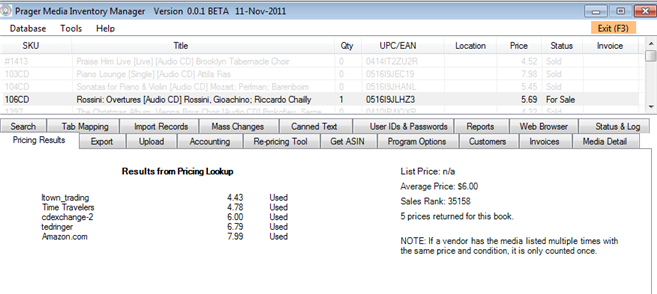 Prager Media Inventory Manager Version 0.0.1 BETA 11-Nov-2011
Database Tools Help Exit (F3)
SKU Title Qty UPC/EAN Location Price Status Invoice
#1413 Praise Him Live [Live] [Audio CD] Brooklyn Tabernacle Choir 0 0414IT2ZU2R 4.52 Sold
103CD Piano Lounge [Single] [Audio CD] Attila Fias 0 0516I9JEC19 7.98 Sold
104CD Sonatas for Piano & Violin [Audio CD] Mozart; Perlman; Barenboim 0 0516I9JHANL 5.45 Sold
106CD Rossini: Overtures [Audio CD] Rossini, Gioachino; Riccardo Chailly 1 0516I9JLHZ3 5.69 For Sale
Search Tab Mapping Import Records Mass Changes Canned Text User IDs & Passwords Reports Web Browser Status & Log
Pricing Results Export Upload Accounting Re-pricing Tool Get ASIN Program Options Customers Invoices Media Detail
Results from Pricing Lookup
ltown_trading 4.43 Used
Time Travelers 4.78 Used
cdexchange-2 6.00 Used
tedringer 6.79 Used
Amazon.com 7.99 Used
List Price: n/a
Average Price: $6.00
Sales Rank: 35158
5 prices returned for this book.
NOTE: If a vendor has the media listed multiple times with
the same price and condition, it is only counted once.